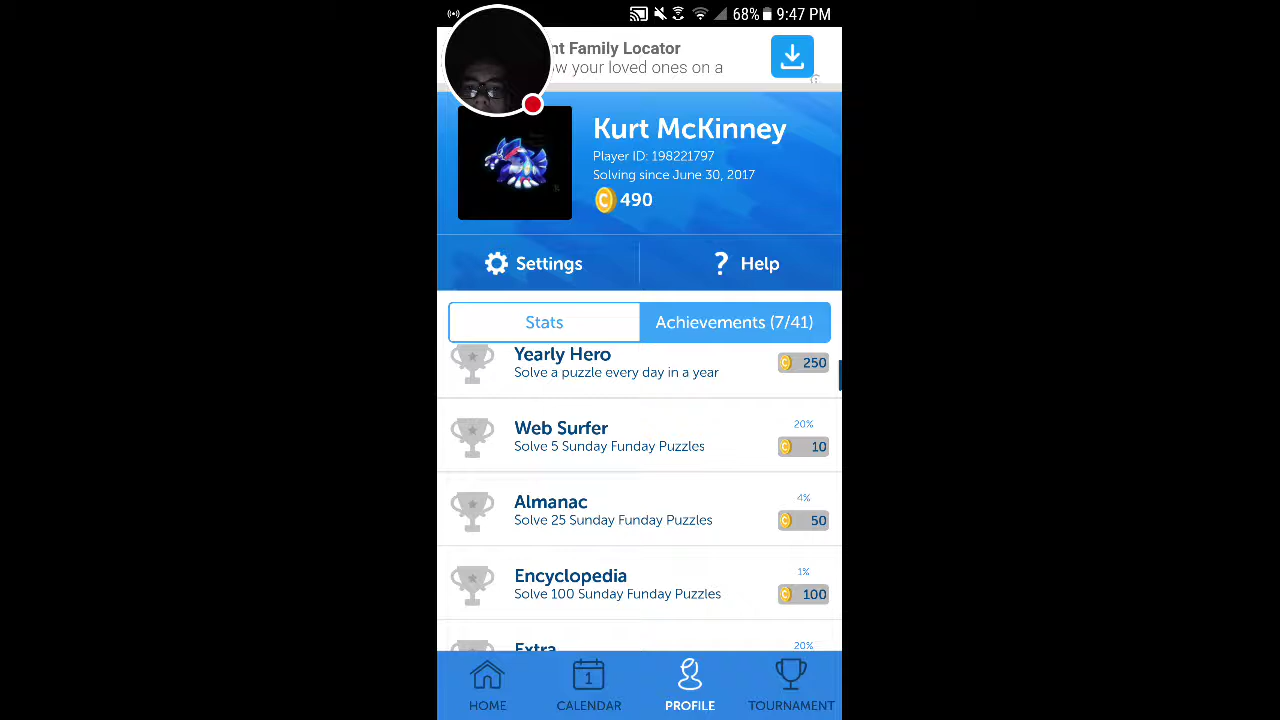 68% 9:47 PM
nt Family Locator
ow your loved ones on a
Kurt McKinney
Player ID: 198221797
Solving since June 30, 2017
C 490
Settings
? Help
Stats
Achievements (7/41)
Yearly Hero
Solve a puzzle every day in a year
250
Web Surfer
Solve 5 Sunday Funday Puzzles
20%
10
Almanac
Solve 25 Sunday Funday Puzzles
4%
50
Encyclopedia
Solve 100 Sunday Funday Puzzles
1%
100
Extra
20%
1
HOME
CALENDAR
PROFILE
TOURNAMENT